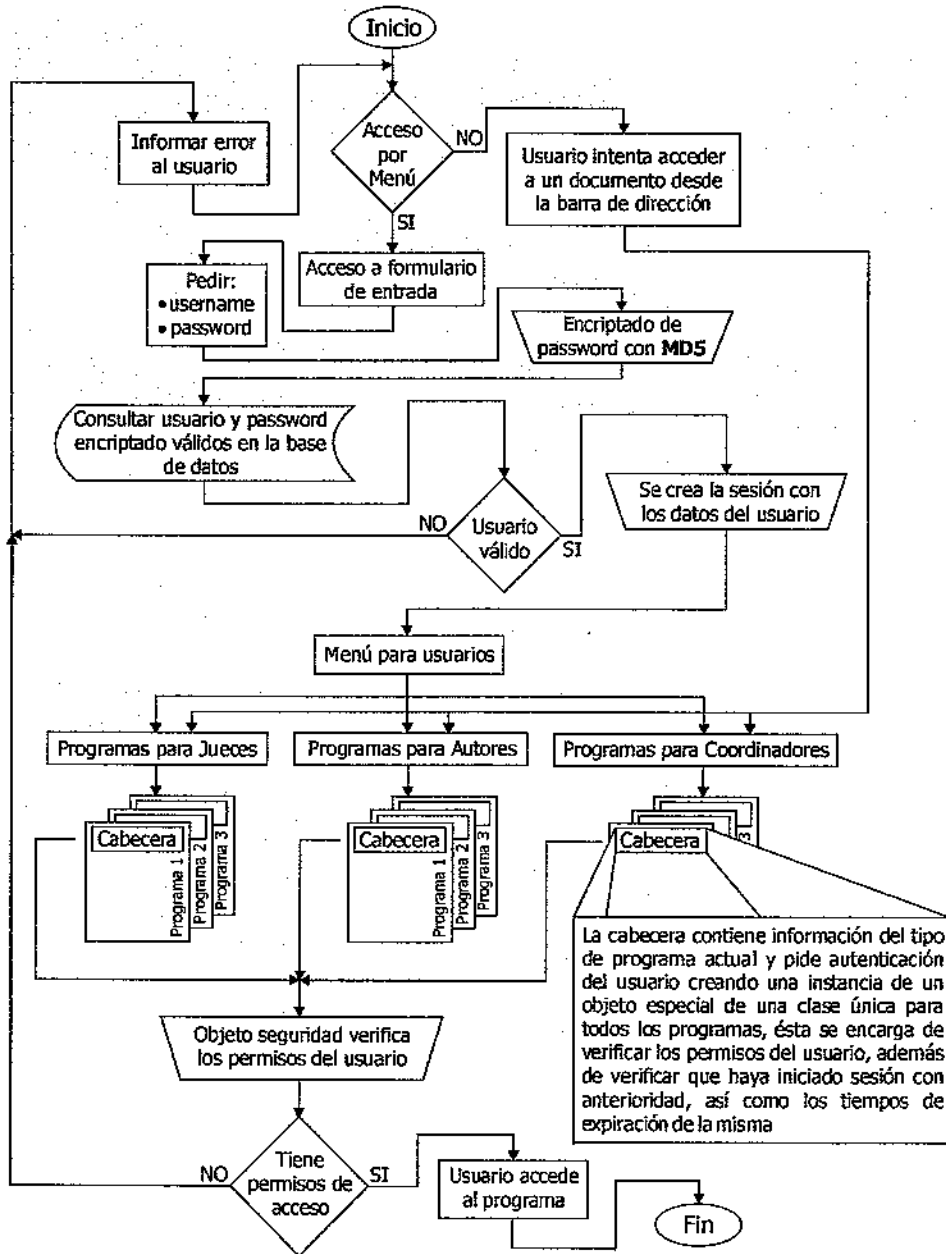 Inicio
Informar error
al usuario
Acceso
por
Menú
NO
SI
Usuario intenta acceder
a un documento desde
la barra de dirección
Pedir:
• username
• password
Acceso a formulario
de entrada
Encriptado de
password con MD5
Consultar usuario y password
encriptado válidos en la base
de datos
NO
Usuario
válido
SI
Se crea la sesión con
los datos del usuario
Menú para usuarios
Programas para Jueces
Programas para Autores
Programas para Coordinadores
Cabecera
Programa 1
Programa 2
Programa 3
Cabecera
Programa 1
Programa 2
Programa 3
Cabecera
3
La cabecera contiene información del tipo
de programa actual y pide autenticación
del usuario creando una instancia de un
objeto especial de una clase única para
todos los programas, ésta se encarga de
verificar los permisos del usuario, además
de verificar que haya iniciado sesión con
anterioridad, así como los tiempos de
expiración de la misma
Objeto seguridad verifica
los permisos del usuario
NO
Tiene
permisos de
acceso
SI
Usuario accede
al programa
Fin